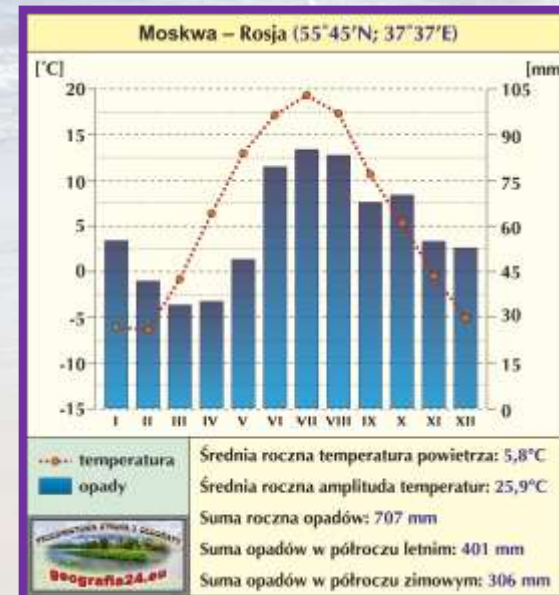 Moskwa – Rosja (55°45'N; 37°37'E)
[°C] [mm]
20 105
15 90
10 75
5 60
0 45
-5 30
-10 15
-15 0
I II III IV V VI VII VIII IX X XI XII
temperatura
opady
Średnia roczna temperatura powietrza: 5,8°C
Średnia roczna amplituda temperatur: 25,9°C
Suma roczna opadów: 707 mm
Suma opadów w półroczu letnim: 401 mm
Suma opadów w półroczu zimowym: 306 mm
geografia24.eu